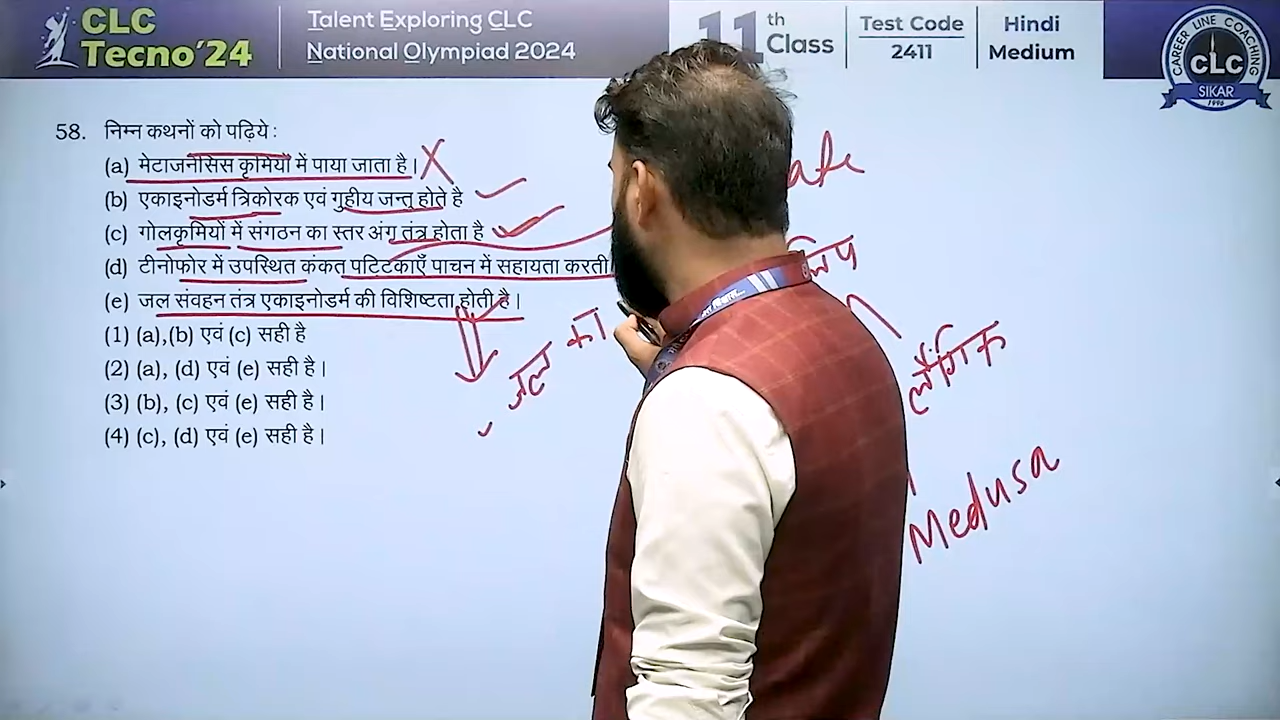 CLC
Tecno'24
Talent Exploring CLC
National Olympiad 2024
11th Class
Test Code
2411
Hindi
Medium
CAREER LINE COACHING
CLC
SIKAR
1996
58. निम्न कथनों को पढ़िये :
(a) मेटाजनेसिस कृमियों में पाया जाता है।
(b) एकाइनोडर्म त्रिकोरक एवं गुहीय जन्तु होते है
(c) गोलकृमियों में संगठन का स्तर अंग तंत्र होता है
(d) टीनोफोर में उपस्थित कंकत पटि्टकाएँ पाचन में सहायता करती
(e) जल संवहन तंत्र एकाइनोडर्म की विशिष्टता होती है।
(1) (a),(b) एवं (c) सही है
(2) (a), (d) एवं (e) सही है।
(3) (b), (c) एवं (e) सही है।
(4) (c), (d) एवं (e) सही है।
जल का
लैंगिक
Medusa